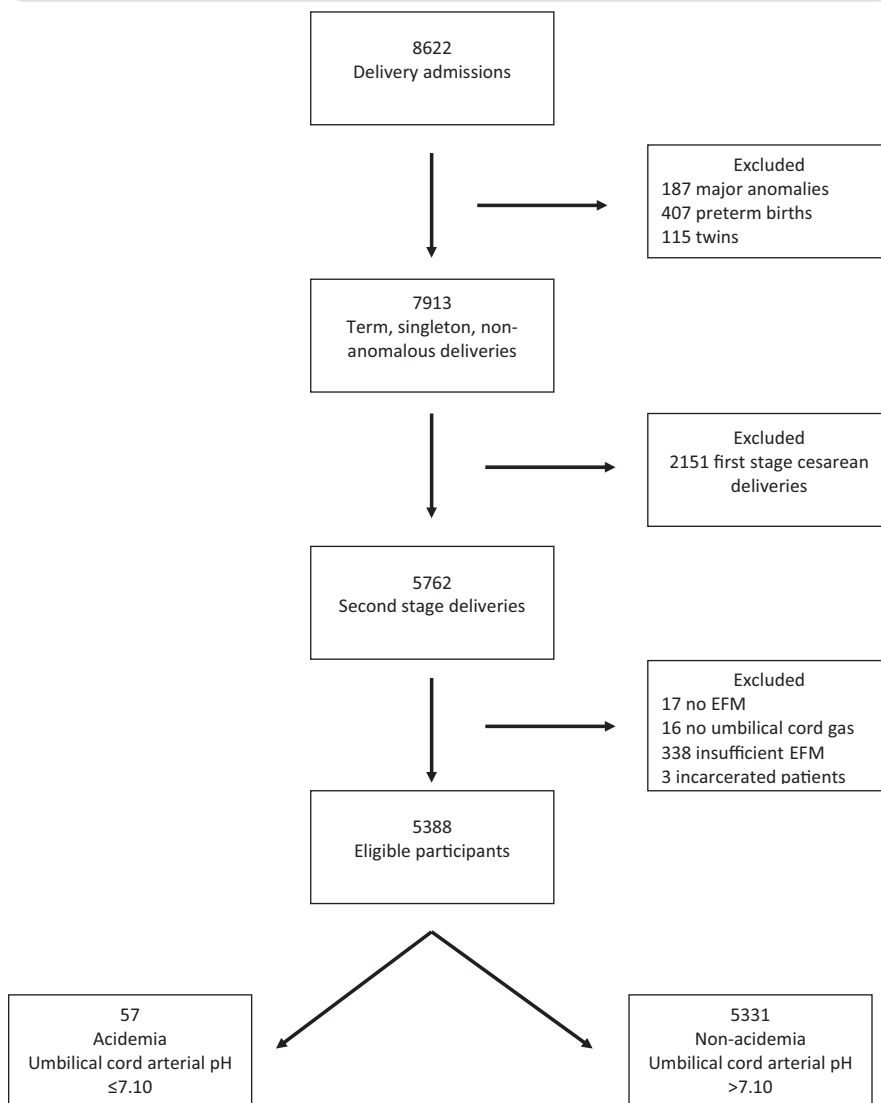 8622
Delivery admissions
Excluded
187 major anomalies
407 preterm births
115 twins
7913
Term, singleton, non-
anomalous deliveries
Excluded
2151 first stage cesarean
deliveries
5762
Second stage deliveries
Excluded
17 no EFM
16 no umbilical cord gas
338 insufficient EFM
3 incarcerated patients
5388
Eligible participants
57
Acidemia
Umbilical cord arterial pH
≤7.10
5331
Non-acidemia
Umbilical cord arterial pH
>7.10